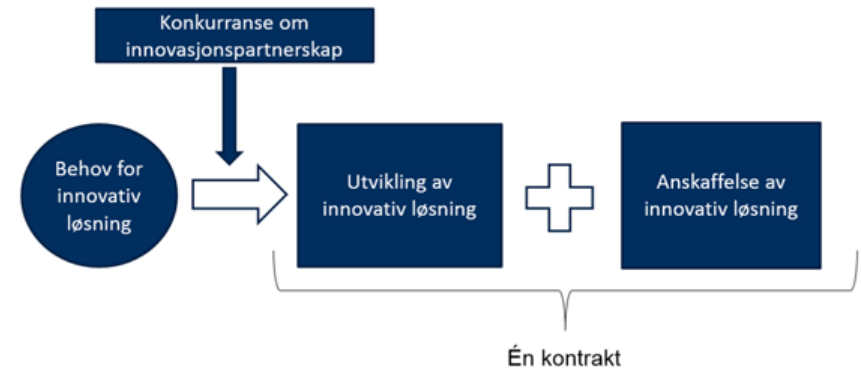 Konkurranse om
innovasjonspartnerskap
Behov for
innovativ
løsning
Utvikling av
innovativ løsning
Anskaffelse av
innovativ løsning
Én kontrakt